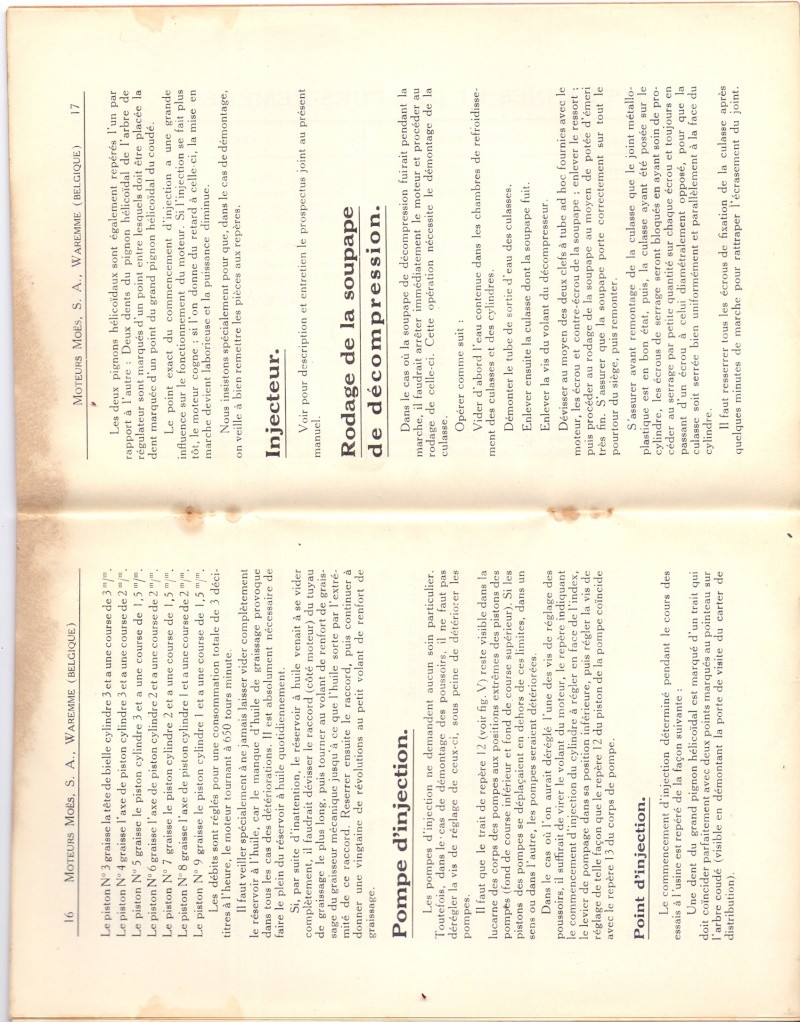 16 MOTEURS MOËS, S. A., WAREMME (BELGIQUE)
Le piston N° 3 graisse la tête de bielle cylindre 3 et a une course de 3 m/m.
Le piston N° 4 graisse l'axe de piston cylindre 3 et a une course de 2 m/m.
Le piston N° 5 graisse le piston cylindre 3 et a une course de 1,5 m/m.
Le piston N° 6 graisse l'axe de piston cylindre 2 et a une course de 2 m/m.
Le piston N° 7 graisse le piston cylindre 2 et a une course de 1,5 m/m.
Le piston N° 8 graisse l'axe de piston cylindre 1 et a une course de 2 m/m.
Le piston N° 9 graisse le piston cylindre 1 et a une course de 1,5 m/m.
Les débits sont réglés pour une consommation totale de 3 déci-
titres à l'heure, le moteur tournant à 650 tours minute.
Il faut veiller spécialement à ne jamais laisser vider complètement
le réservoir à l'huile, car le manque d'huile de graissage provoque
dans tous les cas des détériorations. Il est absolument nécessaire de
faire le plein du réservoir à huile quotidiennement.
Si, par suite d'inattention, le réservoir à huile venait à se vider
complètement, il faudrait dévisser le raccord (côté moteur) du tuyau
de graissage le plus long, puis tourner au volant de renfort de grais-
sage du graisseur mécanique jusqu'à ce que l'huile sorte par l'extré-
mité de ce raccord. Reserrer ensuite le raccord, puis continuer à
donner une vingtaine de révolutions au petit volant de renfort de
graissage.
Pompe d'injection.
Les pompes d'injection ne demandent aucun soin particulier.
Toutefois, dans le cas de démontage des poussoirs, il ne faut pas
dérégler la vis de réglage de ceux-ci, sous peine de détériorer les
pompes.
Il faut que le trait de repère 12 (voir fig. V) reste visible dans la
lucarne des corps des pompes aux positions extrêmes des pistons des
pompes (fond de course inférieur et fond de course supérieur). Si les
pistons des pompes se déplaçaient en dehors de ces limites, dans un
sens ou dans l'autre, les pompes seraient détériorées.
Dans le cas où l'on aurait déréglé l'une des vis de réglage des
poussoirs, il suffirait de virer le volant du moteur, le repère indiquant
le commencement d'injection du cylindre à régler en face de l'index,
le levier de pompage dans sa position inférieure, puis régler la vis de
réglage de telle façon que le repère 12 du piston de la pompe coïncide
avec le repère 13 du corps de pompe.
Point d'injection.
Le commencement d'injection déterminé pendant le cours des
essais à l'usine est repéré de la façon suivante :
Une dent du grand pignon hélicoïdal est marqué d'un trait qui
doit coïncider parfaitement avec deux points marqués au pointeau sur
l'arbre coudé (visible en démontant la porte de visite du carter de
distribution).
MOTEURS MOËS, S. A., WAREMME (BELGIQUE) 17
Les deux pignons hélicoïdaux sont également repérés l'un par
rapport à l'autre : Deux dents du pignon hélicoïdal de l'arbre de
régulateur sont marqués d'un point entre lesquels doit être placée la
dent marquée d'un point du grand pignon hélicoïdal du coudé.
Le point exact du commencement d'injection a une grande
influence sur le fonctionnement du moteur. Si l'injection se fait plus
tôt, le moteur cogne ; si l'on donne du retard à celle-ci, la mise en
marche devient laborieuse et la puissance diminue.
Nous insistons spécialement pour que, dans le cas de démontage,
on veille à bien remettre les pièces aux repères.
Injecteur.
Voir pour description et entretien le prospectus joint au présent
manuel.
Rodage de la soupape
de décompression.
Dans le cas où la soupape de décompression fuirait pendant la
marche, il faudrait arrêter immédiatement le moteur et procéder au
rodage de celle-ci. Cette opération nécessite le démontage de la
culasse.
Opérer comme suit :
Vider d'abord l'eau contenue dans les chambres de refroidisse-
ment des culasses et des cylindres.
Démonter le tube de sortie d'eau des culasses.
Enlever ensuite la culasse dont la soupape fuit.
Enlever la vis du volant du décompresseur.
Dévisser au moyen des deux clefs à tube ad hoc fournies avec le
moteur, les écrou et contre-écrou de la soupape ; enlever le ressort ;
puis procéder au rodage de la soupape au moyen de potée d'émeri
très fin. S'assurer que la soupape porte correctement sur tout le
pourtour du siège, puis remonter.
S'assurer avant remontage de la culasse que le joint métallo-
plastique est en bon état, puis, la culasse ayant été posée sur le
cylindre, les écrous de serrage seront bloqués en ayant soin de pro-
céder au serrage par petite quantité sur chaque écrou et toujours en
passant d'un écrou à celui diamétralement opposé, pour que la
culasse soit serrée bien uniformément et parallèlement à la face du
cylindre.
Il faut resserrer tous les écrous de fixation de la culasse après
quelques minutes de marche pour rattraper l'écrasement du joint.